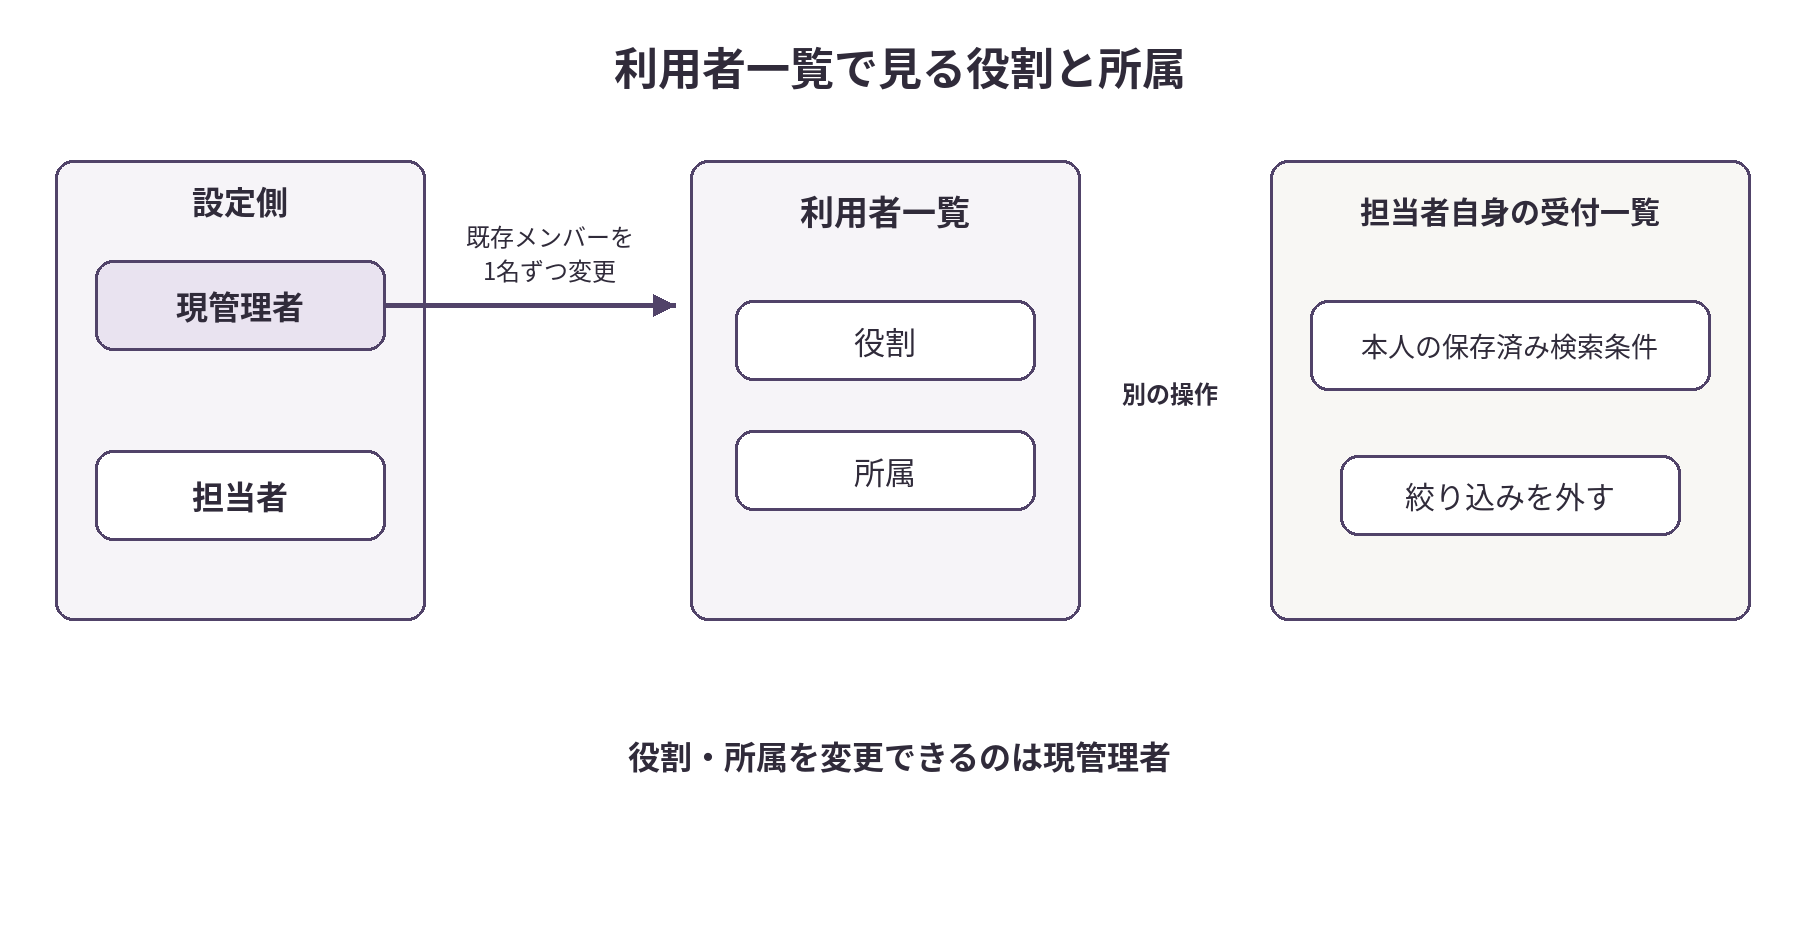 利用者一覧で見る役割と所属
設定側
現管理者
担当者
既存メンバーを
1名ずつ変更
利用者一覧
役割
所属
別の操作
担当者自身の受付一覧
本人の保存済み検索条件
絞り込みを外す
役割・所属を変更できるのは現管理者